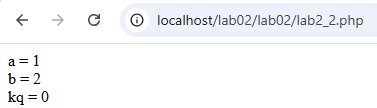 localhost/lab02/lab02/lab2_2.php
a = 1
b = 2
kq = 0